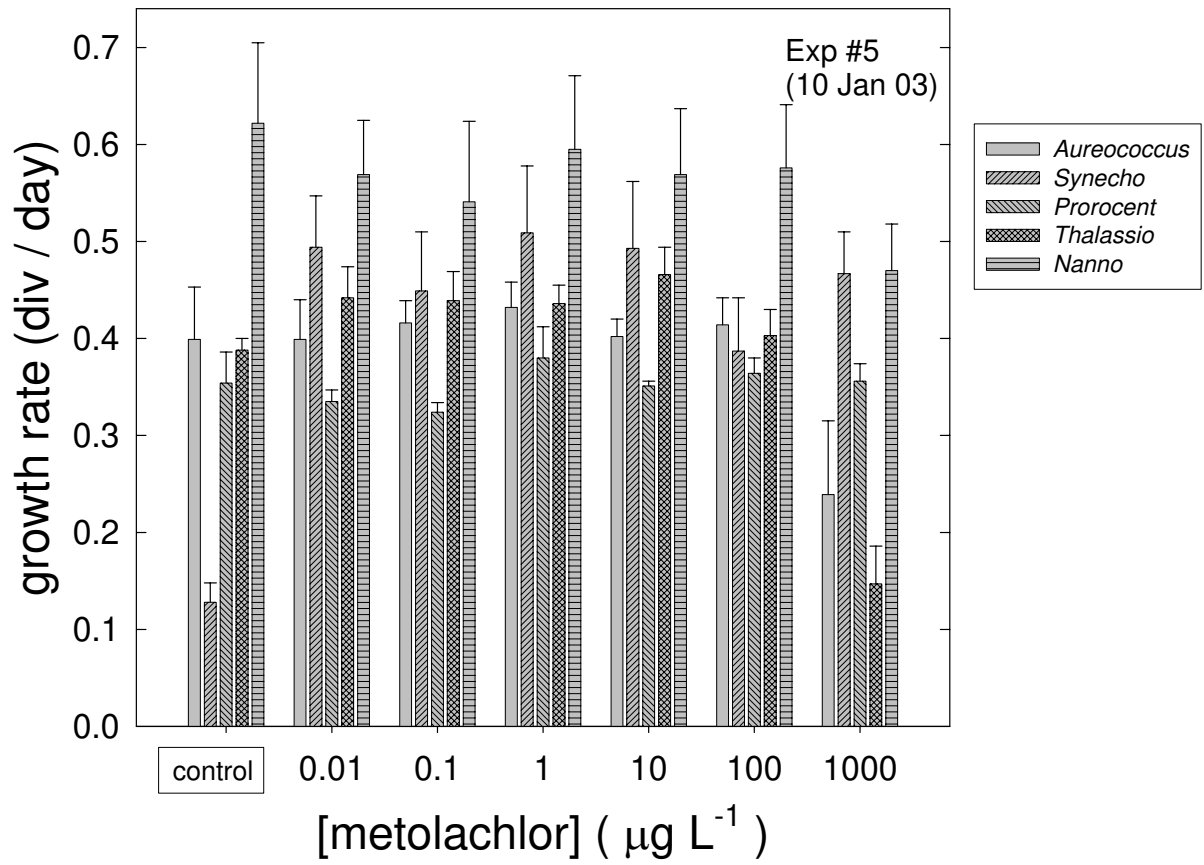 growth rate (div / day)
0.7
0.6
0.5
0.4
0.3
0.2
0.1
0.0
Exp #5
(10 Jan 03)
Aureococcus
Synecho
Prorocent
Thalassio
Nanno
control 0.01 0.1 1 10 100 1000
[metolachlor] ( μg L⁻¹ )